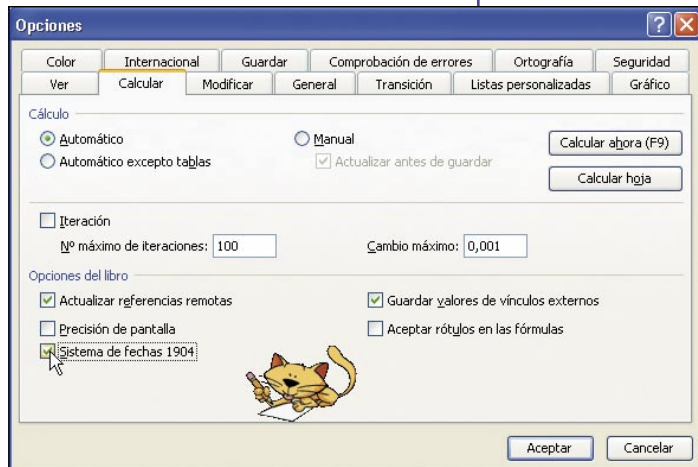 Opciones
Color Internacional Guardar Comprobación de errores Ortografía Seguridad
Ver Calcular Modificar General Transición Listas personalizadas Gráfico
Cálculo
Automático Manual Calcular ahora (F9)
Automático excepto tablas Actualizar antes de guardar
Calcular hoja
Iteración
Nº máximo de iteraciones: 100 Cambio máximo: 0,001
Opciones del libro
Actualizar referencias remotas Guardar valores de vínculos externos
Precisión de pantalla Aceptar rótulos en las fórmulas
Sistema de fechas 1904
Aceptar Cancelar